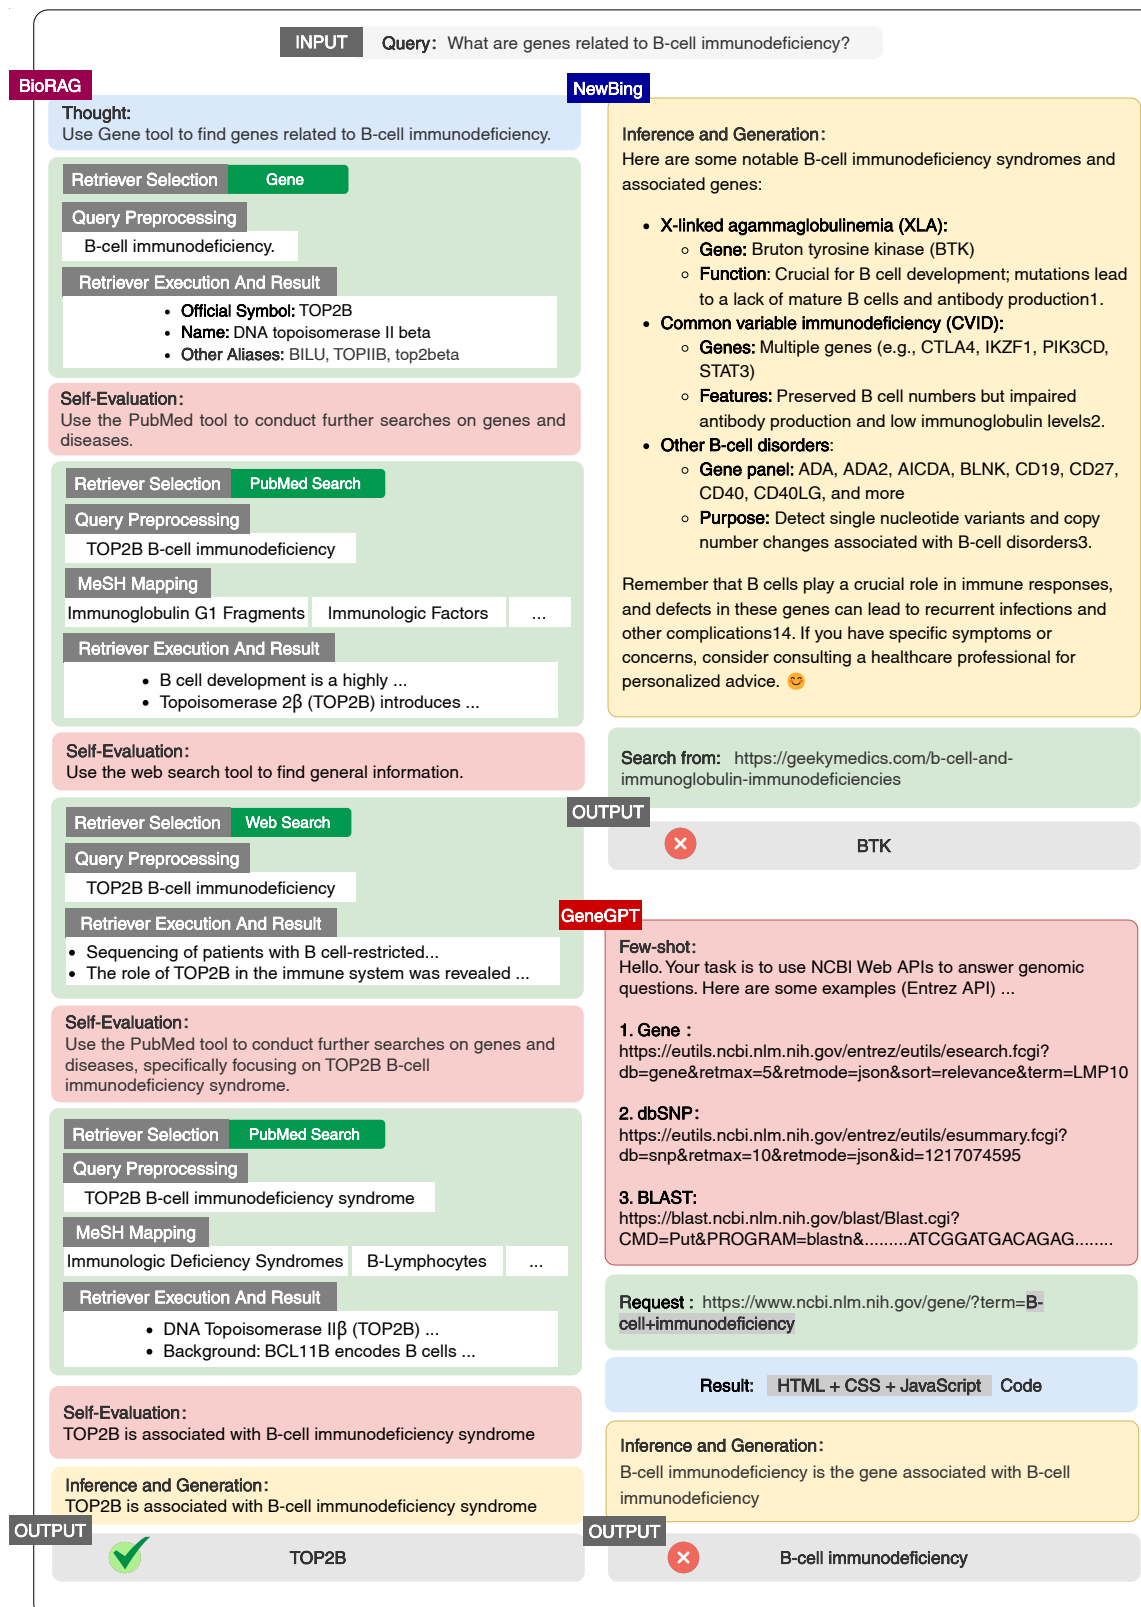 INPUT Query: What are genes related to B-cell immunodeficiency?
BioRAG
Thought:
Use Gene tool to find genes related to B-cell immunodeficiency.
Retriever Selection Gene
Query Preprocessing
B-cell immunodeficiency.
Retriever Execution And Result
• Official Symbol: TOP2B
• Name: DNA topoisomerase II beta
• Other Aliases: BILU, TOPIIB, top2beta
Self-Evaluation:
Use the PubMed tool to conduct further searches on genes and
diseases.
Retriever Selection PubMed Search
Query Preprocessing
TOP2B B-cell immunodeficiency
MeSH Mapping
Immunoglobulin G1 Fragments Immunologic Factors ...
Retriever Execution And Result
• B cell development is a highly ...
• Topoisomerase 2β (TOP2B) introduces ...
Self-Evaluation:
Use the web search tool to find general information.
Retriever Selection Web Search
Query Preprocessing
TOP2B B-cell immunodeficiency
Retriever Execution And Result
• Sequencing of patients with B cell-restricted...
• The role of TOP2B in the immune system was revealed ...
Self-Evaluation:
Use the PubMed tool to conduct further searches on genes and
diseases, specifically focusing on TOP2B B-cell
immunodeficiency syndrome.
Retriever Selection PubMed Search
Query Preprocessing
TOP2B B-cell immunodeficiency syndrome
MeSH Mapping
Immunologic Deficiency Syndromes B-Lymphocytes ...
Retriever Execution And Result
• DNA Topoisomerase IIβ (TOP2B) ...
• Background: BCL11B encodes B cells ...
Self-Evaluation:
TOP2B is associated with B-cell immunodeficiency syndrome
Inference and Generation:
TOP2B is associated with B-cell immunodeficiency syndrome
OUTPUT
TOP2B
NewBing
Inference and Generation:
Here are some notable B-cell immunodeficiency syndromes and
associated genes:
• X-linked agammaglobulinemia (XLA):
○ Gene: Bruton tyrosine kinase (BTK)
○ Function: Crucial for B cell development; mutations lead
to a lack of mature B cells and antibody production1.
• Common variable immunodeficiency (CVID):
○ Genes: Multiple genes (e.g., CTLA4, IKZF1, PIK3CD,
STAT3)
○ Features: Preserved B cell numbers but impaired
antibody production and low immunoglobulin levels2.
• Other B-cell disorders:
○ Gene panel: ADA, ADA2, AICDA, BLNK, CD19, CD27,
CD40, CD40LG, and more
○ Purpose: Detect single nucleotide variants and copy
number changes associated with B-cell disorders3.
Remember that B cells play a crucial role in immune responses,
and defects in these genes can lead to recurrent infections and
other complications14. If you have specific symptoms or
concerns, consider consulting a healthcare professional for
personalized advice. 😊
Search from: https://geekymedics.com/b-cell-and-
immunoglobulin-immunodeficiencies
OUTPUT
BTK
GeneGPT
Few-shot:
Hello. Your task is to use NCBI Web APIs to answer genomic
questions. Here are some examples (Entrez API) ...
1. Gene :
https://eutils.ncbi.nlm.nih.gov/entrez/eutils/esearch.fcgi?
db=gene&retmax=5&retmode=json&sort=relevance&term=LMP10
2. dbSNP:
https://eutils.ncbi.nlm.nih.gov/entrez/eutils/esummary.fcgi?
db=snp&retmax=10&retmode=json&id=1217074595
3. BLAST:
https://blast.ncbi.nlm.nih.gov/blast/Blast.cgi?
CMD=Put&PROGRAM=blastn&.........ATCGGATGACAGAG........
Request : https://www.ncbi.nlm.nih.gov/gene/?term=B-
cell+immunodeficiency
Result: HTML + CSS + JavaScript Code
Inference and Generation:
B-cell immunodeficiency is the gene associated with B-cell
immunodeficiency
OUTPUT
B-cell immunodeficiency